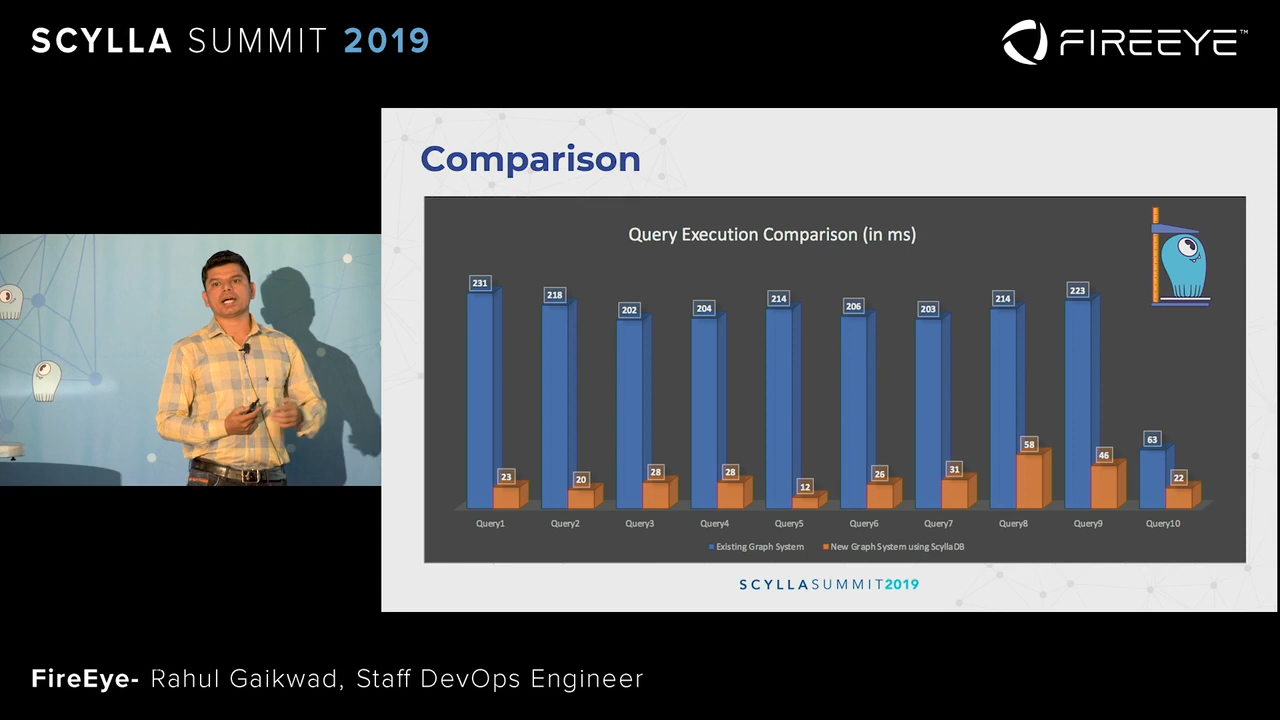 SCYLLA SUMMIT 2019
FIREEYE™
Comparison
Query Execution Comparison (in ms)
231 218 202 204 214 206 203 214 223 63
23 20 28 28 12 26 31 58 46 22
Query1 Query2 Query3 Query4 Query5 Query6 Query7 Query8 Query9 Query10
Existing Graph System New Graph System using ScyllaDB
SCYLLASUMMIT2019
FireEye- Rahul Gaikwad, Staff DevOps Engineer